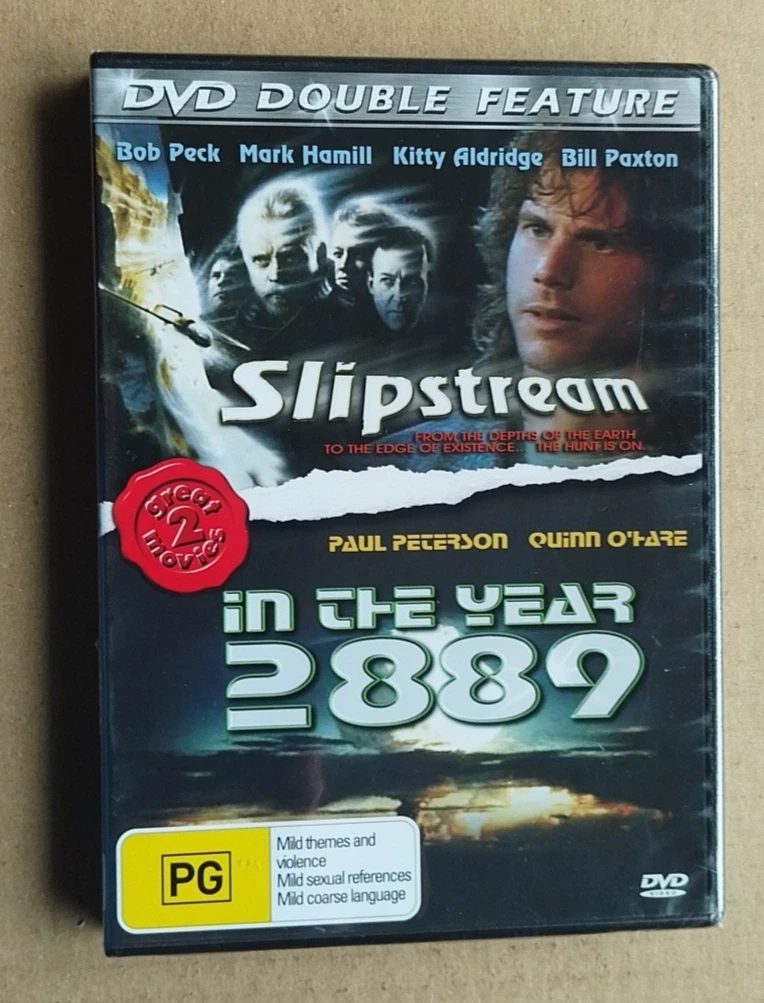 DVD DOUBLE FEATURE
Bob Peck Mark Hamill Kitty Aldridge Bill Paxton
Slipstream
FROM THE DEPTHS OF THE EARTH
TO THE EDGE OF EXISTENCE... THE HUNT IS ON.
great
2
movies
PAUL PETERSON QUINN O'HARE
IN THE YEAR
2889
PG
Mild themes and
violence
Mild sexual references
Mild coarse language
DVD
VIDEO